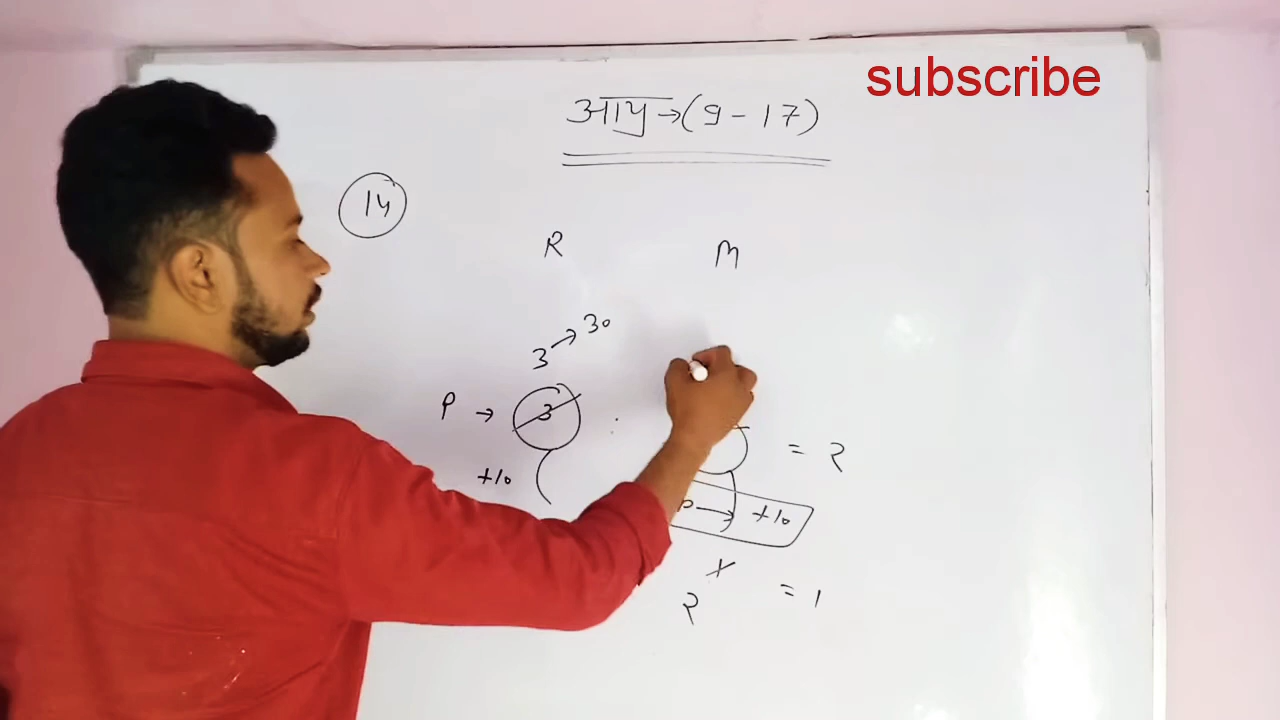 subscribe
आयु → (9 - 17)
14
R M
3 → 30
P → 3
= 2
+10
P → +10
2 = 1